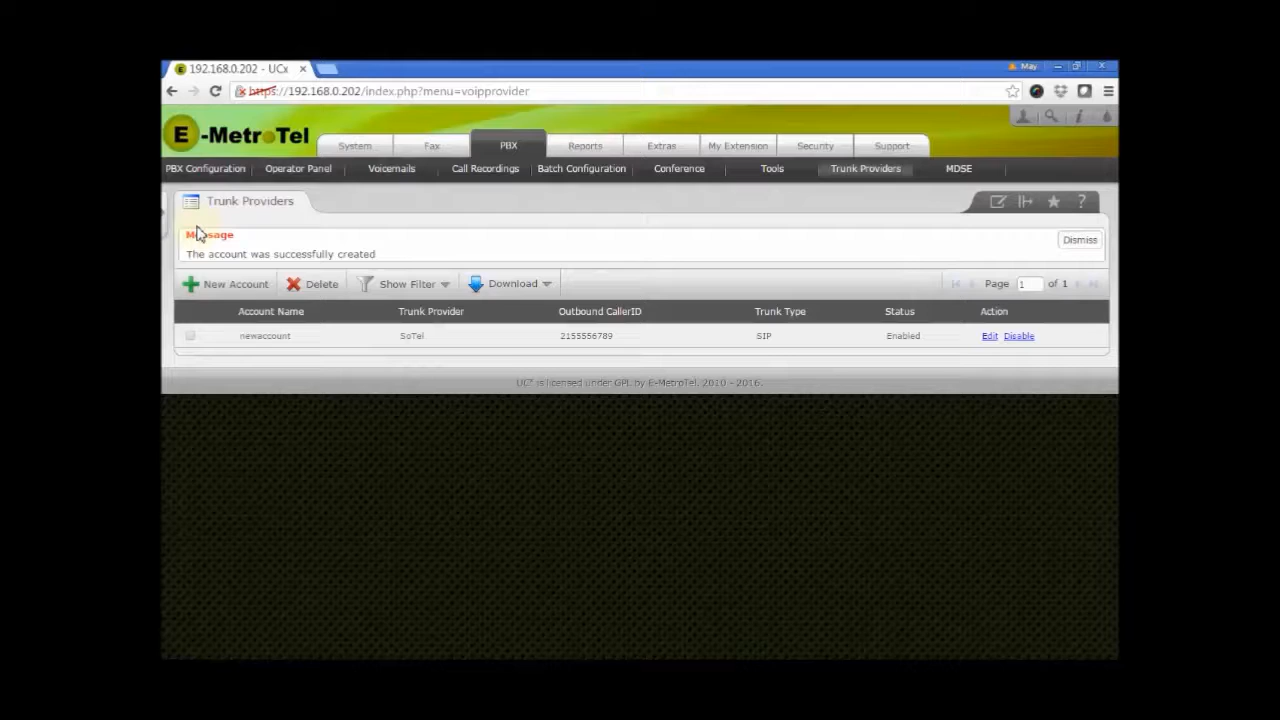 192.168.0.202 - UCx
May
https://192.168.0.202/index.php?menu=voipprovider
E-MetroTel
System Fax PBX Reports Extras My Extension Security Support
PBX Configuration Operator Panel Voicemails Call Recordings Batch Configuration Conference Tools Trunk Providers MDSE
Trunk Providers
Message
The account was successfully created
Dismiss
New Account Delete Show Filter Download Page 1 of 1
Account Name Trunk Provider Outbound CallerID Trunk Type Status Action
newaccount SoTel 2155556789 SIP Enabled Edit Disable
UCx is licensed under GPL by E-MetroTel. 2010 - 2016.